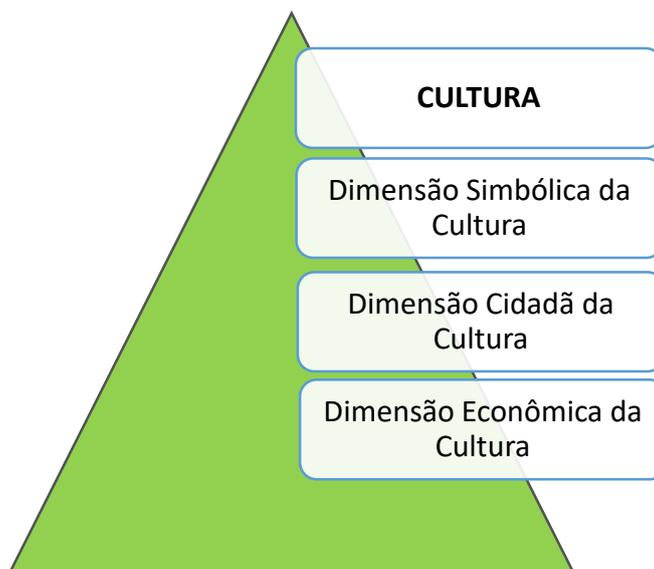 CULTURA
Dimensão Simbólica da
Cultura
Dimensão Cidadã da
Cultura
Dimensão Econômica da
Cultura